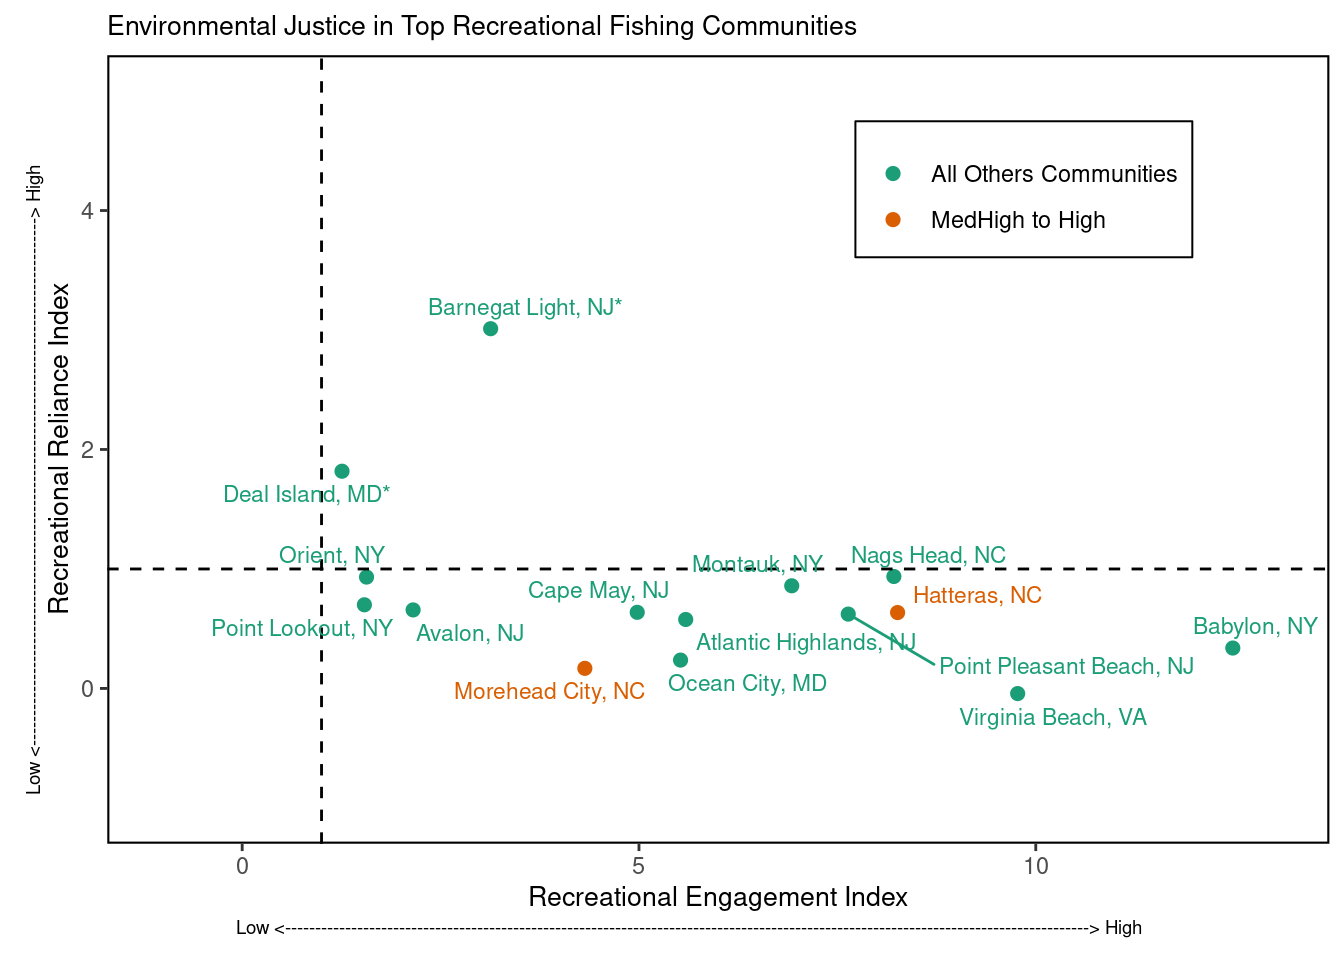 Environmental Justice in Top Recreational Fishing Communities
All Others Communities
MedHigh to High
4
2
0
Recreational Reliance Index
Low <------------------------------------------------------------------------------------------> High
Barnegat Light, NJ*
Deal Island, MD*
Orient, NY
Montauk, NY
Nags Head, NC
Cape May, NJ
Hatteras, NC
Point Lookout, NY
Avalon, NJ
Babylon, NY
Atlantic Highlands, NJ
Point Pleasant Beach, NJ
Ocean City, MD
Morehead City, NC
Virginia Beach, VA
0
5
10
Recreational Engagement Index
Low <--------------------------------------------------------------------------------------------------------------------------------------> High